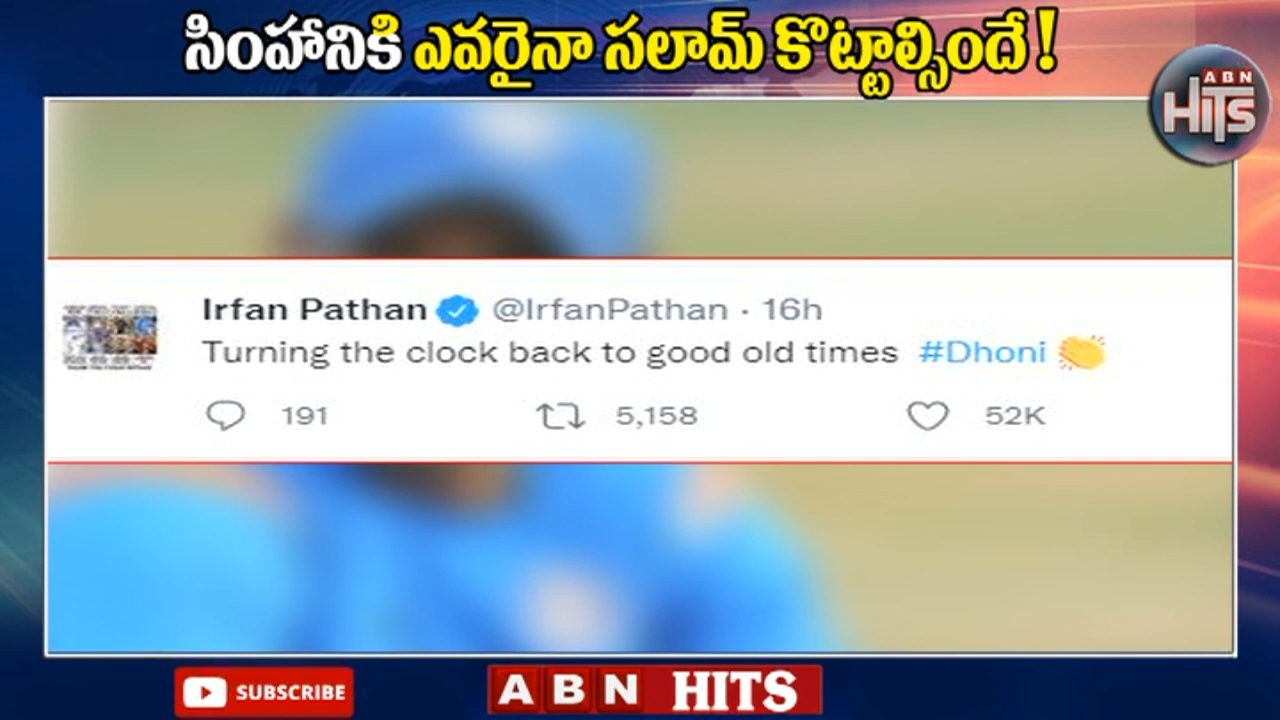 సింహానికి ఎవరైనా సలామ్ కొట్టాల్సిందే!
ABN
HITS
Irfan Pathan @IrfanPathan · 16h
Turning the clock back to good old times #Dhoni 👏
191 5,158 52K
SUBSCRIBE
ABN HITS